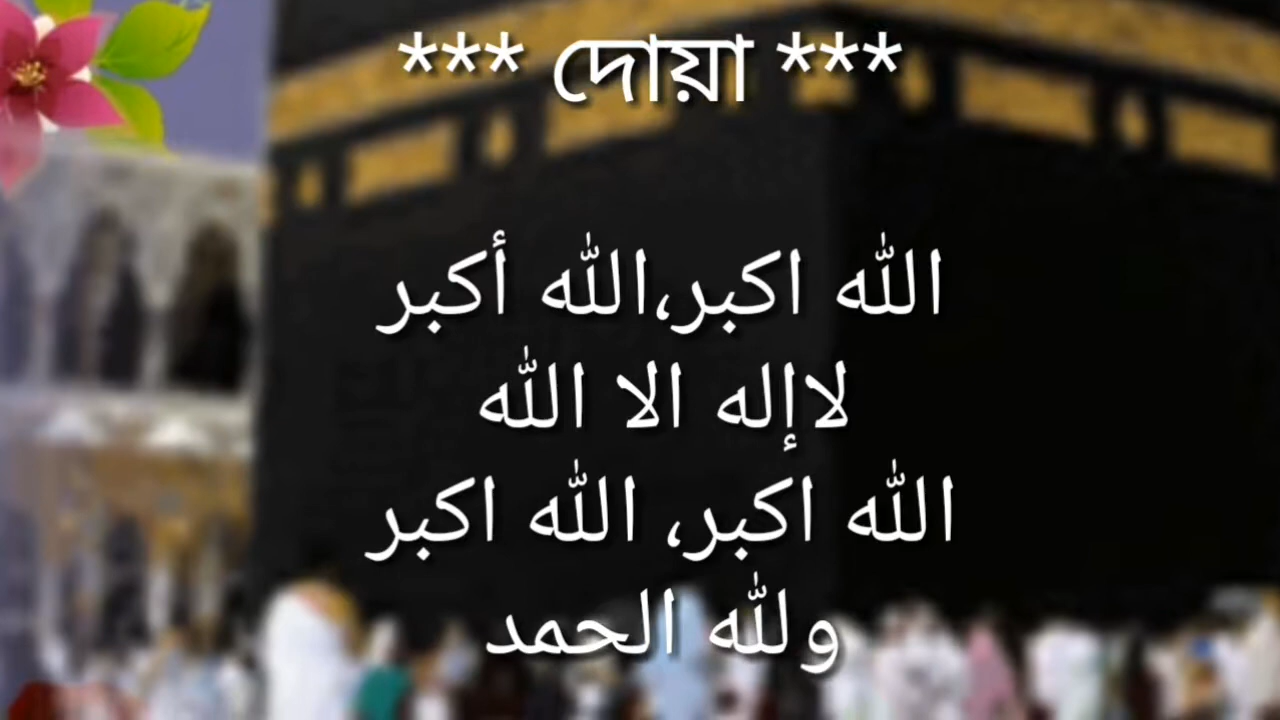 *** দোয়া ***
الله اكبر،الله أكبر
لاإله الا الله
الله اكبر، الله اكبر
ولله الحمد